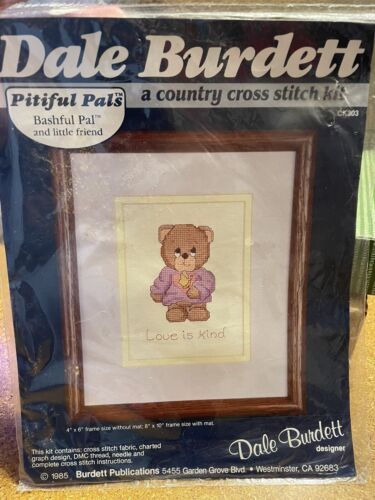 Dale Burdett
Pitiful Pals™
a country cross stitch kit
Bashful Pal™
and little friend
CK303
Love is kind
4" x 6" frame size without mat; 8" x 10" frame size with mat.
This kit contains: cross stitch fabric, charted
graph design, DMC thread, needle and
complete cross stitch instructions.
Dale Burdett
designer
© 1985 Burdett Publications 5455 Garden Grove Blvd. • Westminster, CA 92683